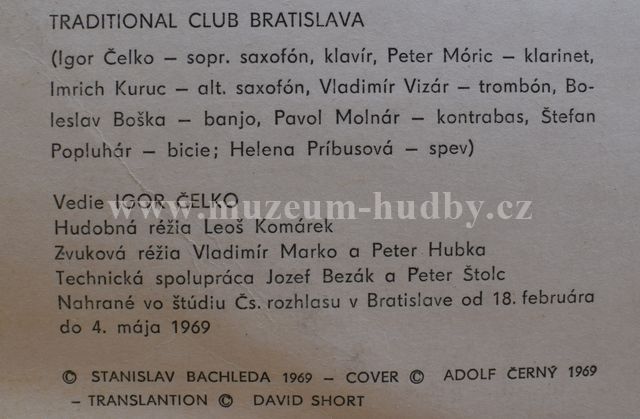 TRADITIONAL CLUB BRATISLAVA
(Igor Čelko – sopr. saxofón, klavír, Peter Móric – klarinet,
Imrich Kuruc – alt. saxofón, Vladimír Vizár – trombón, Bo-
leslav Boška – banjo, Pavol Molnár – kontrabas, Štefan
Popluhár – bicie; Helena Príbusová – spev)
Vedie IGOR ČELKO
www.muzeum-hudby.cz
Hudobná réžia Leoš Komárek
Zvuková réžia Vladimír Marko a Peter Hubka
Technická spolupráca Jozef Bezák a Peter Štolc
Nahrané vo štúdiu Čs. rozhlasu v Bratislave od 18. februára
do 4. mája 1969
© STANISLAV BACHLEDA 1969 – COVER © ADOLF ČERNÝ 1969
– TRANSLANTION © DAVID SHORT